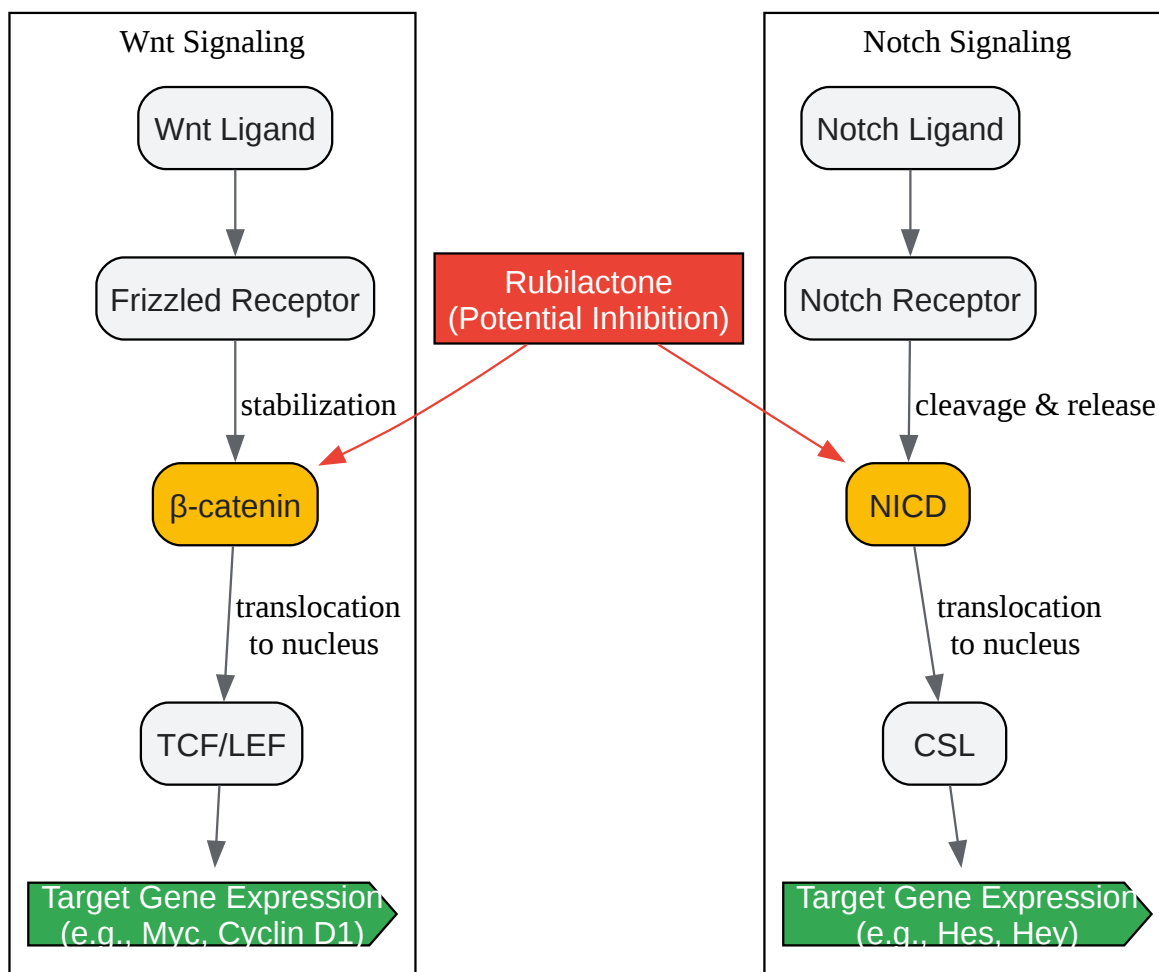 Wnt Signaling
Wnt Ligand
Frizzled Receptor
stabilization
β-catenin
translocation
to nucleus
TCF/LEF
Target Gene Expression
(e.g., Myc, Cyclin D1)
Rubilactone
(Potential Inhibition)
Notch Signaling
Notch Ligand
Notch Receptor
cleavage & release
NICD
translocation
to nucleus
CSL
Target Gene Expression
(e.g., Hes, Hey)